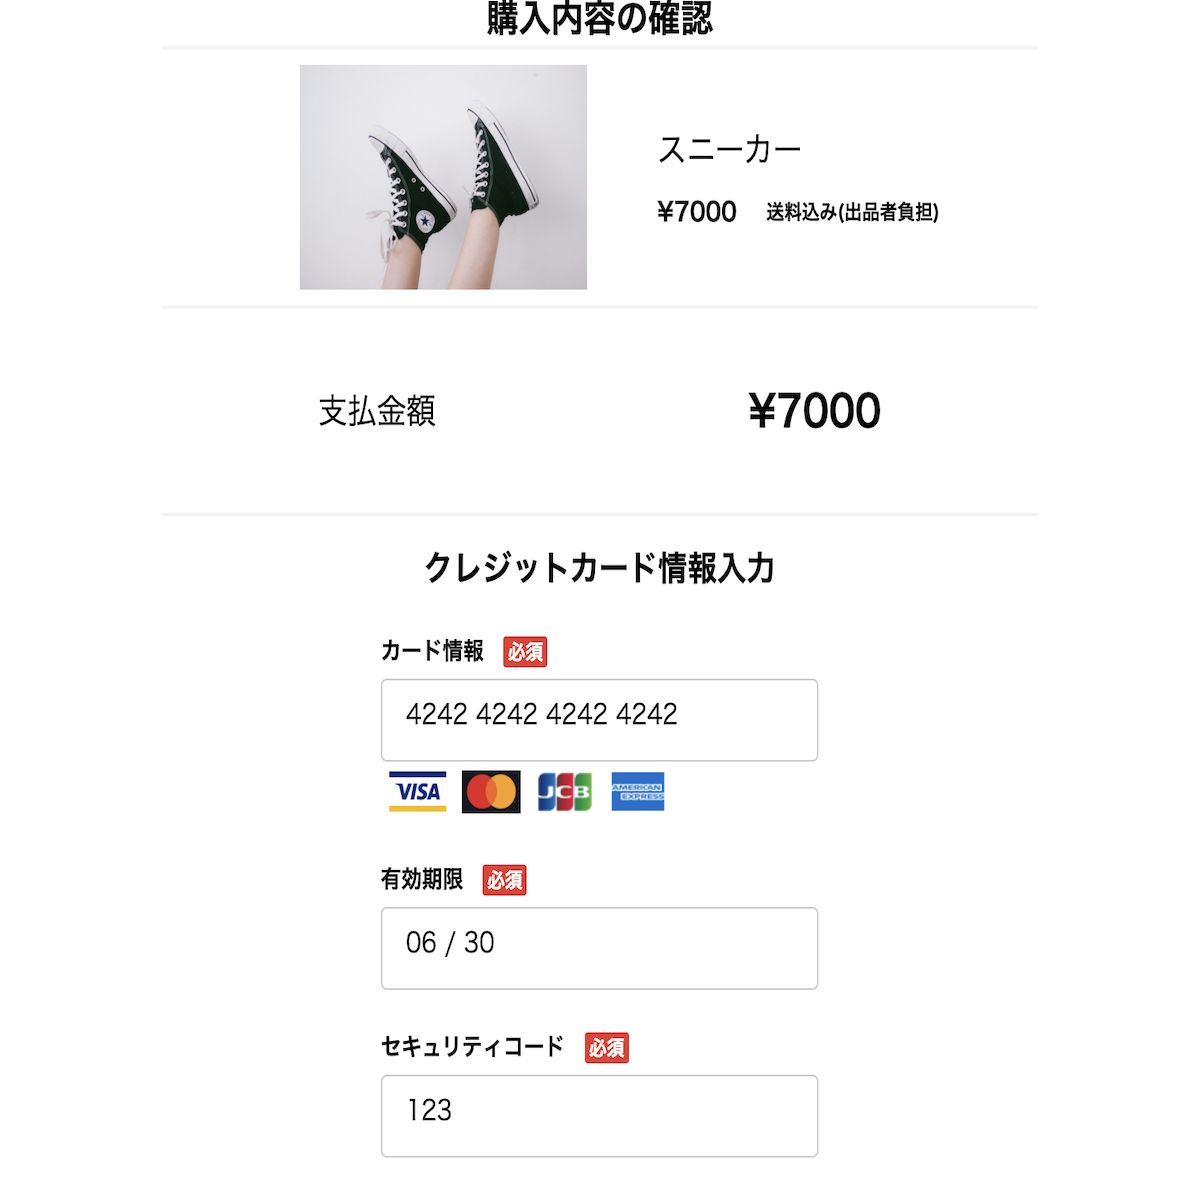 購入内容の確認
スニーカー
¥7000 送料込み(出品者負担)
支払金額 ¥7000
クレジットカード情報入力
カード情報 必須
4242 4242 4242 4242
VISA JCB AMERICAN EXPRESS
有効期限 必須
06 / 30
セキュリティコード 必須
123